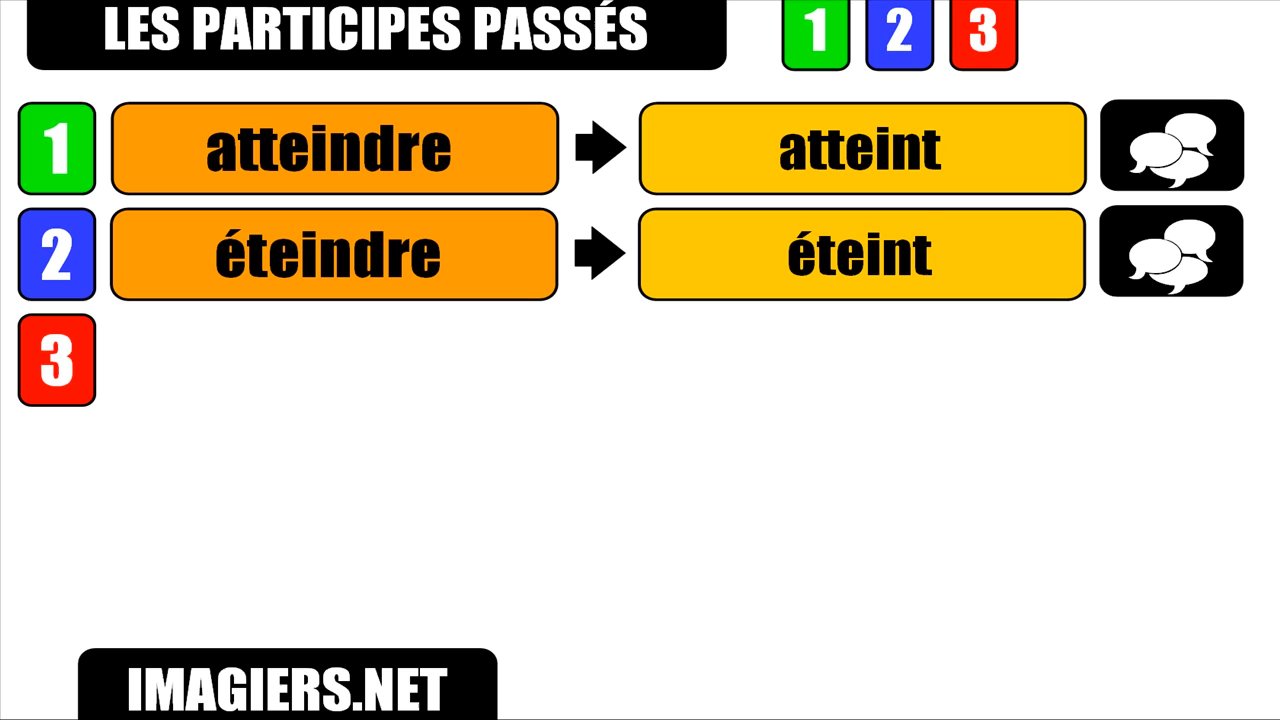 LES PARTICIPES PASSÉS 1 2 3
1 atteindre atteint
2 éteindre éteint
3
IMAGIERS.NET